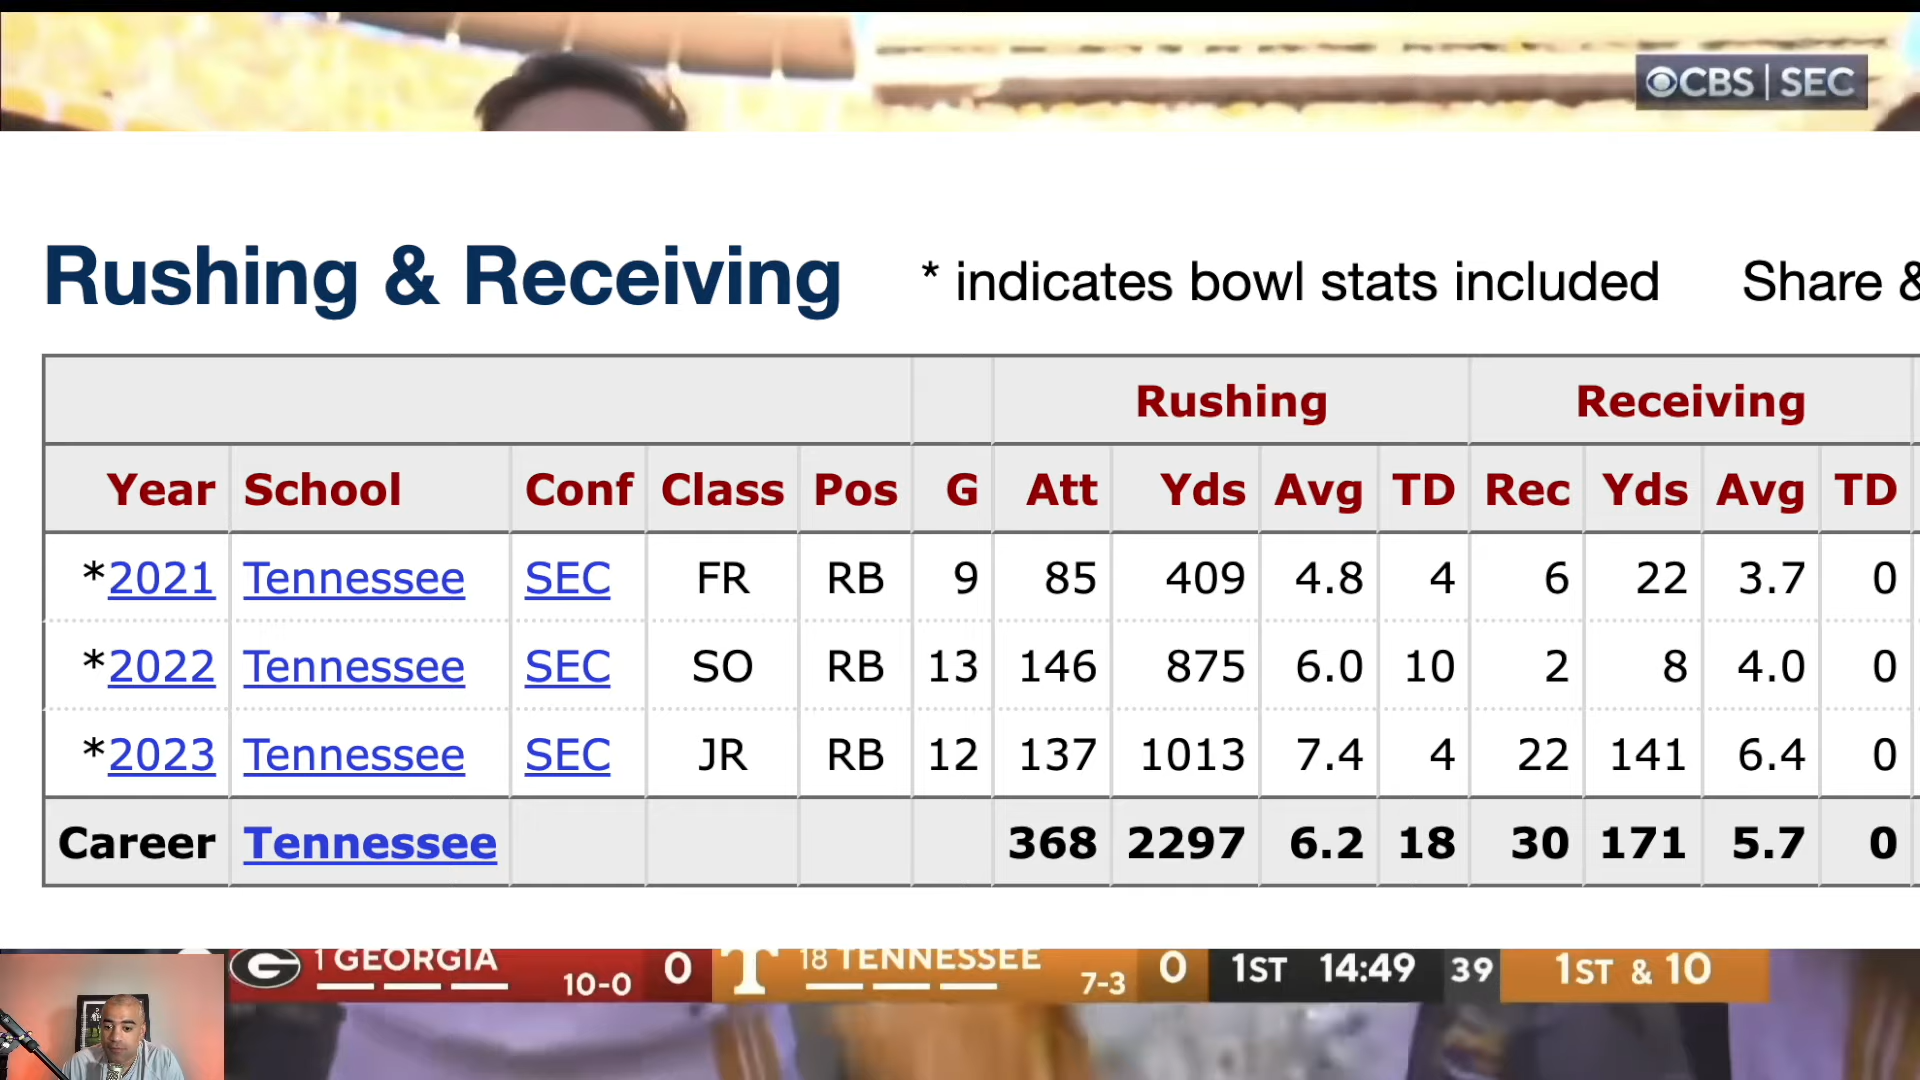 CBS | SEC
Rushing & Receiving * indicates bowl stats included Share &
Rushing Receiving
Year School Conf Class Pos G Att Yds Avg TD Rec Yds Avg TD
*2021 Tennessee SEC FR RB 9 85 409 4.8 4 6 22 3.7 0
*2022 Tennessee SEC SO RB 13 146 875 6.0 10 2 8 4.0 0
*2023 Tennessee SEC JR RB 12 137 1013 7.4 4 22 141 6.4 0
Career Tennessee 368 2297 6.2 18 30 171 5.7 0
G 1 GEORGIA 10-0 0 T 18 TENNESSEE 7-3 0 1ST 14:49 39 1ST & 10